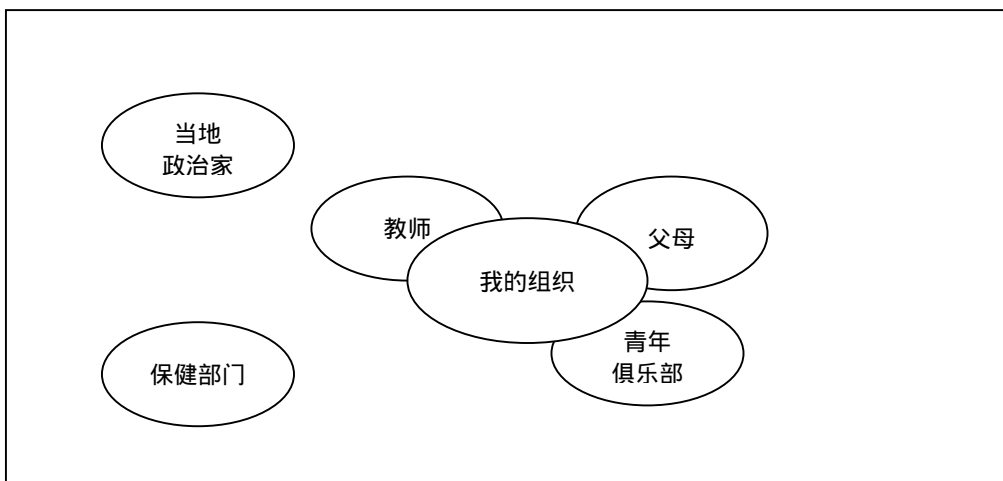 当地
政治家
教师
父母
我的组织
青年
俱乐部
保健部门